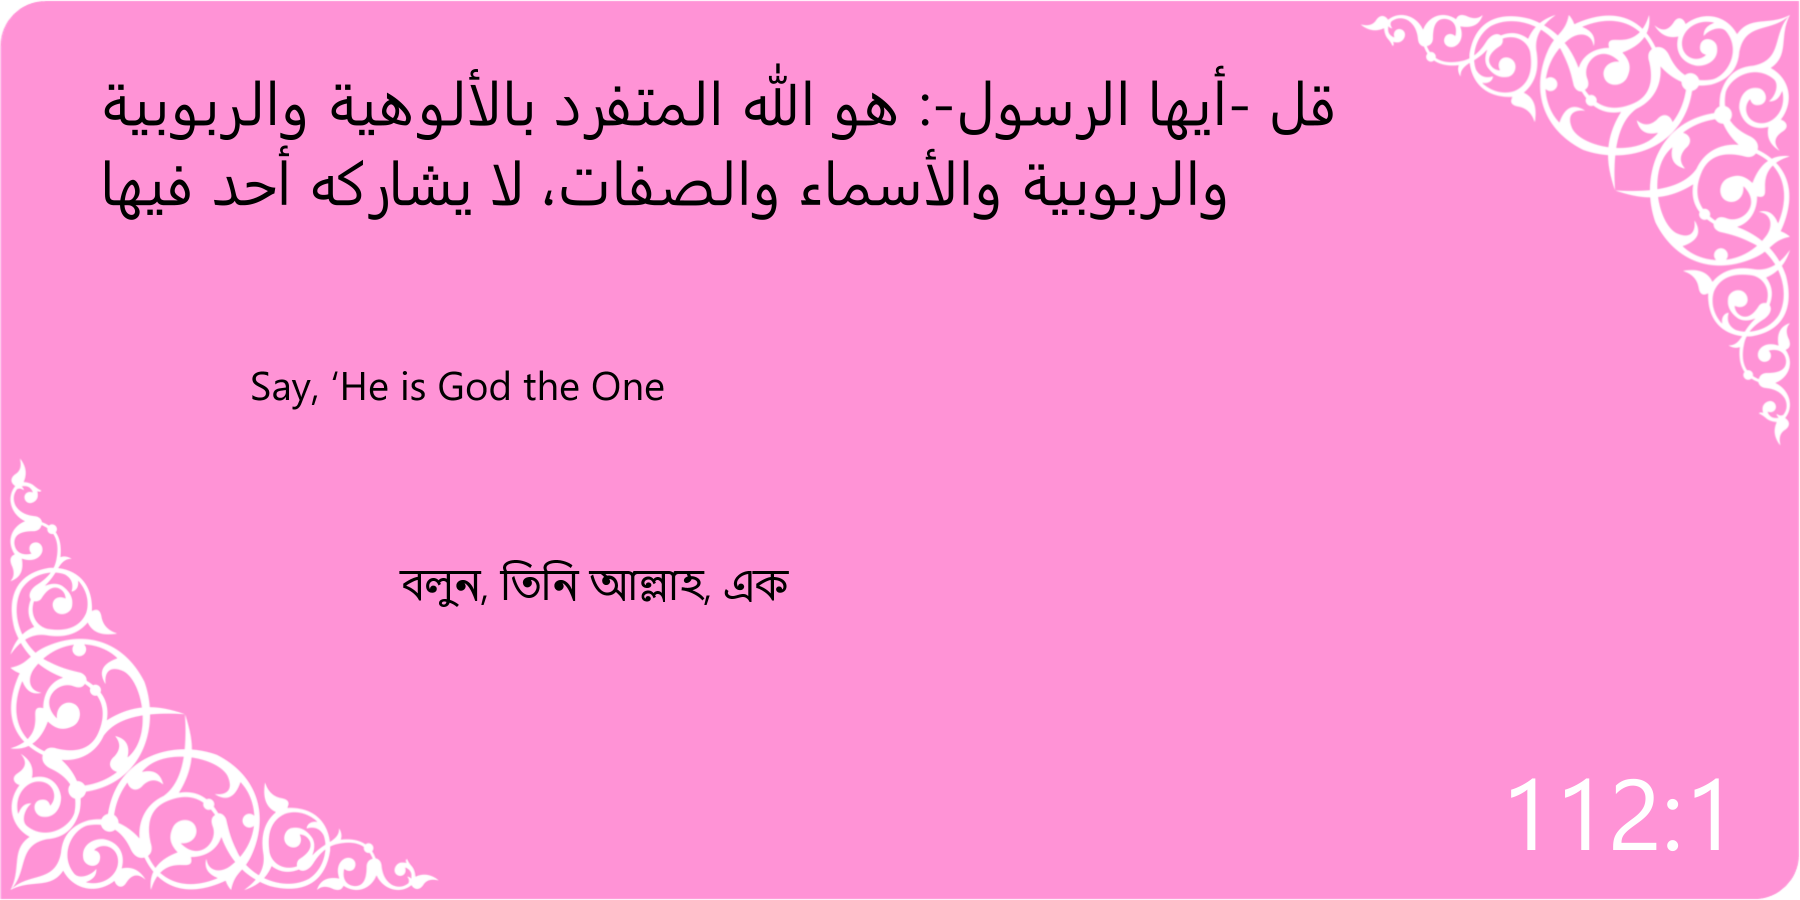 قل -أيها الرسول-: هو الله المتفرد بالألوهية والربوبية
والربوبية والأسماء والصفات، لا يشاركه أحد فيها
Say, ‘He is God the One
বলুন, তিনি আল্লাহ, এক
112:1